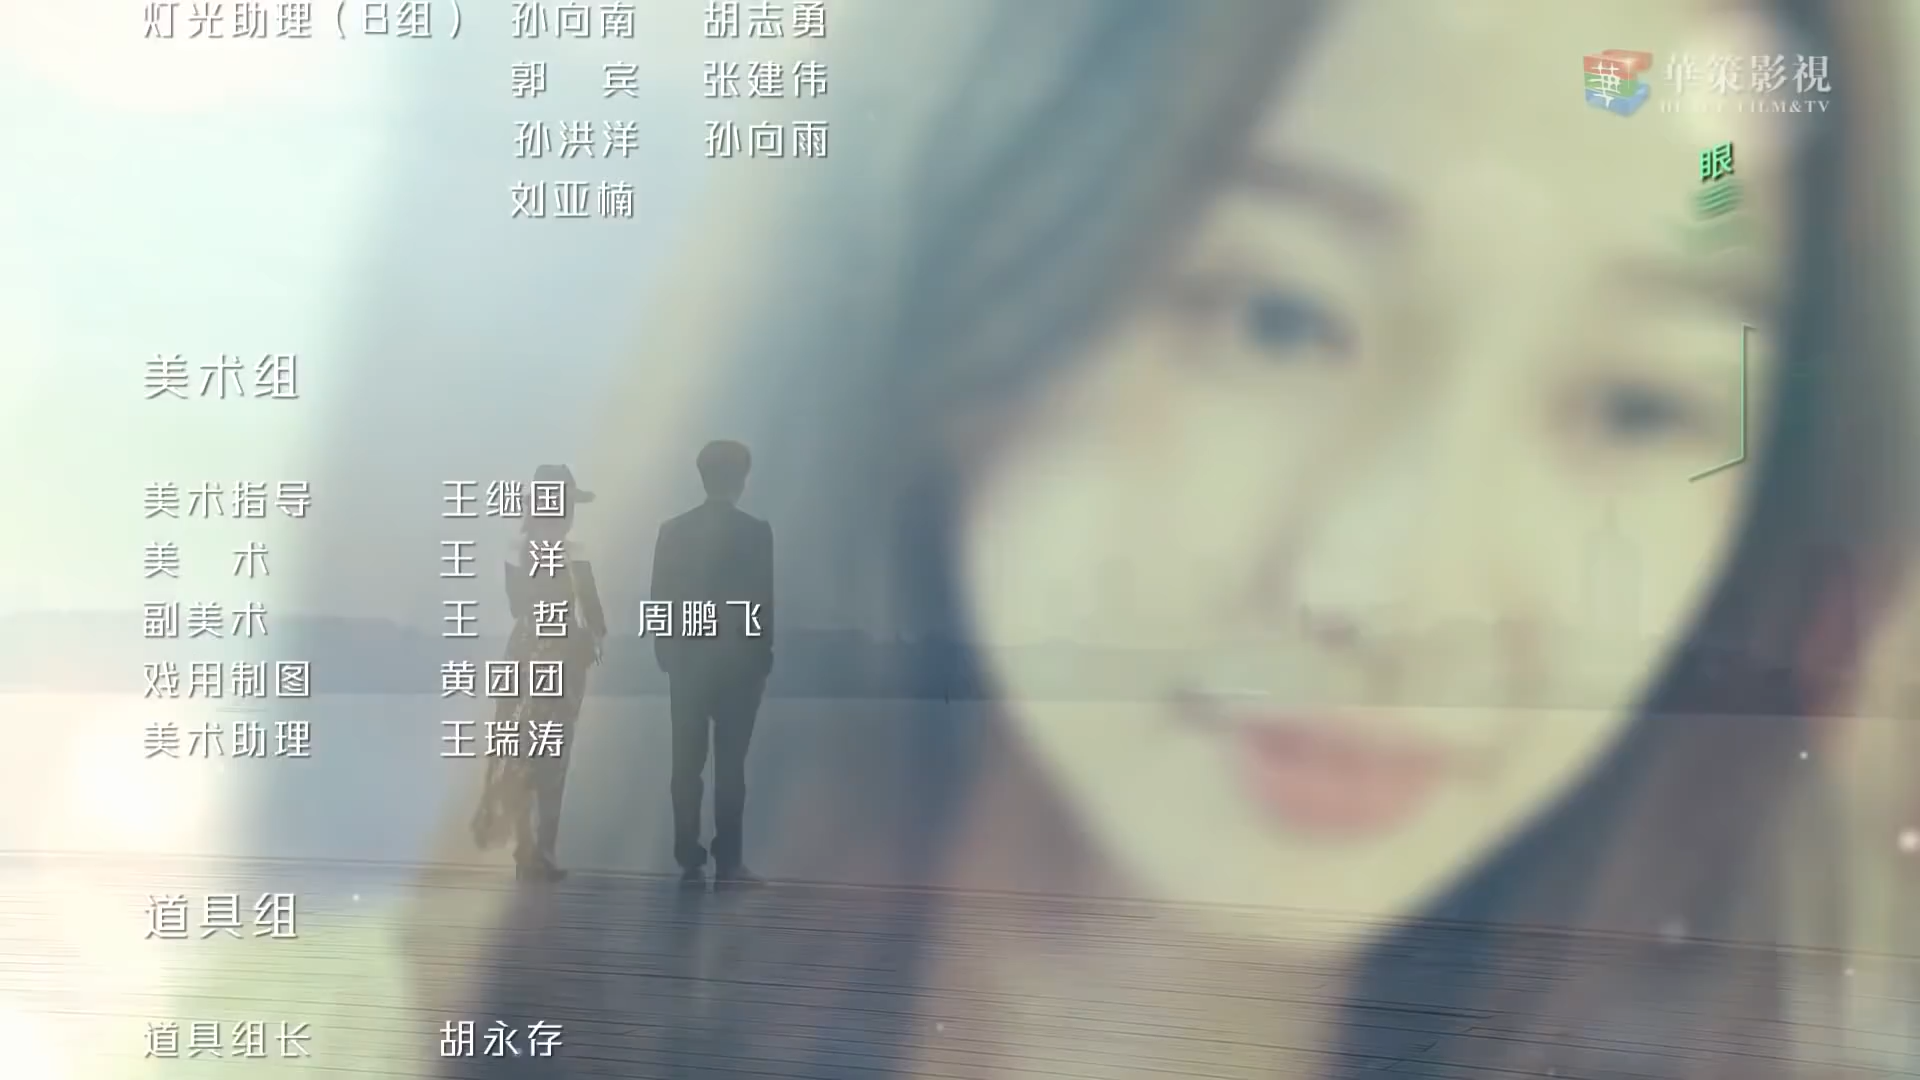 灯光助理（B组） 孙向南 胡志勇
郭 宾 张建伟
孙洪洋 孙向雨
刘亚楠
華策影視
HUACE FILM&TV
眼
美术组
美术指导 王继国
美 术 王 洋
副美术 王 哲 周鹏飞
戏用制图 黄团团
美术助理 王瑞涛
道具组
道具组长 胡永存